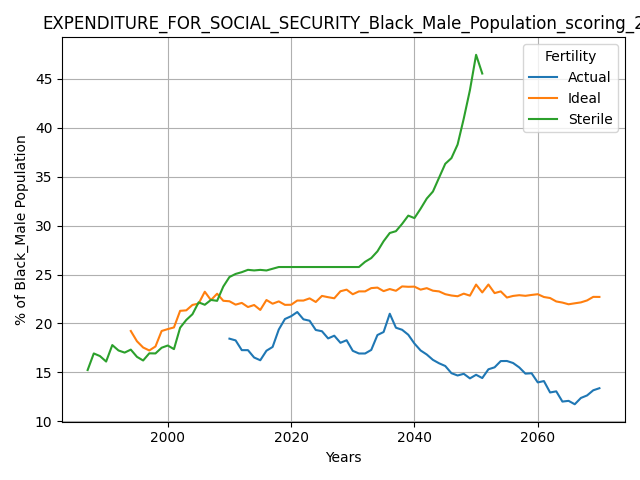 EXPENDITURE_FOR_SOCIAL_SECURITY_Black_Male_Population_scoring_2
Fertility
Actual
Ideal
Sterile
% of Black_Male Population
45
40
35
30
25
20
15
10
2000 2020 2040 2060
Years